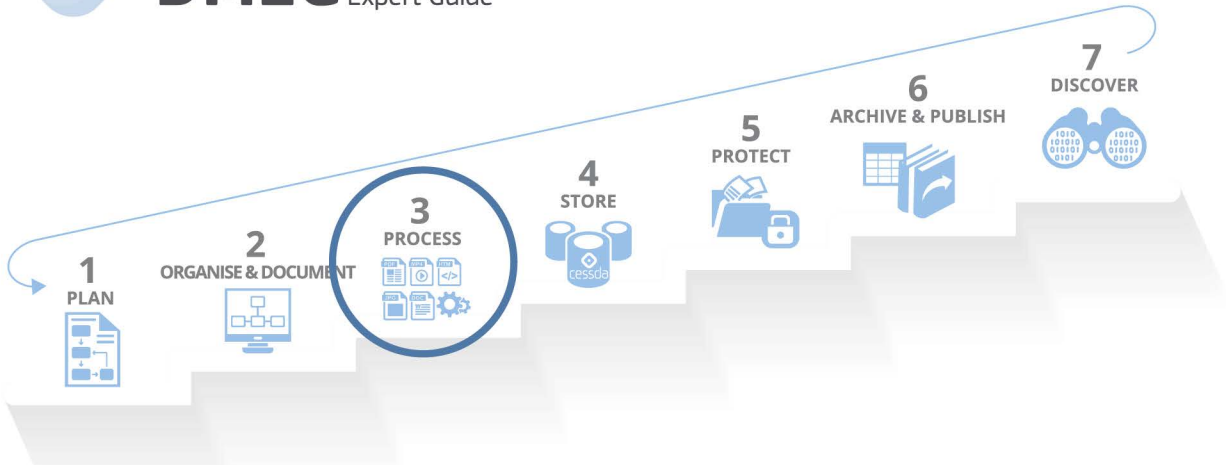 Expert Guide
1
PLAN
2
ORGANISE & DOCUMENT
3
PROCESS
4
STORE
cessda
5
PROTECT
6
ARCHIVE & PUBLISH
7
DISCOVER